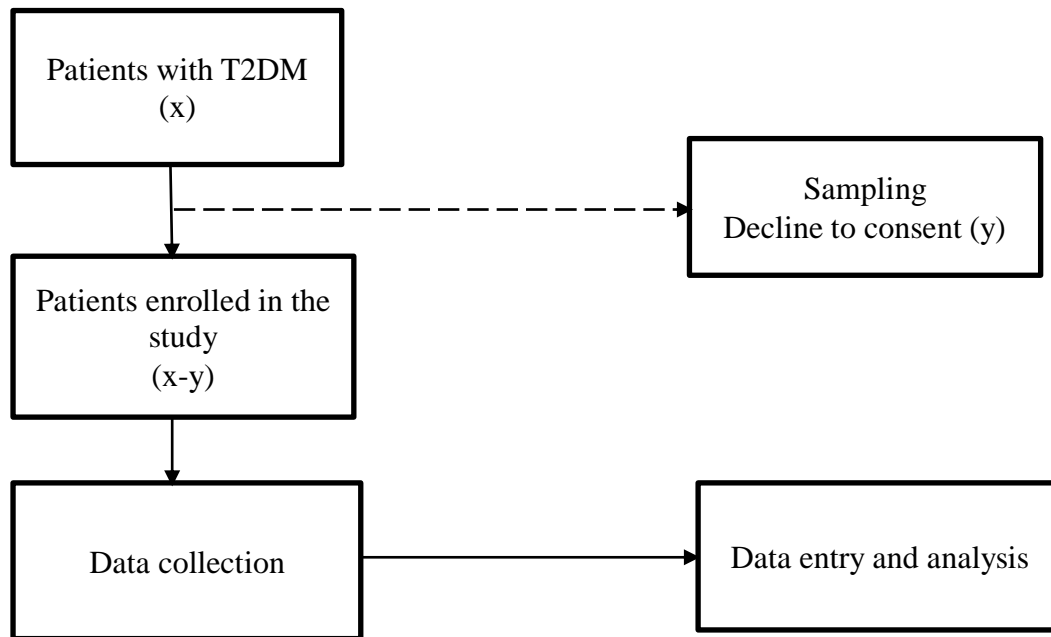 Patients with T2DM
(x)
Sampling
Decline to consent (y)
Patients enrolled in the
study
(x-y)
Data collection
Data entry and analysis